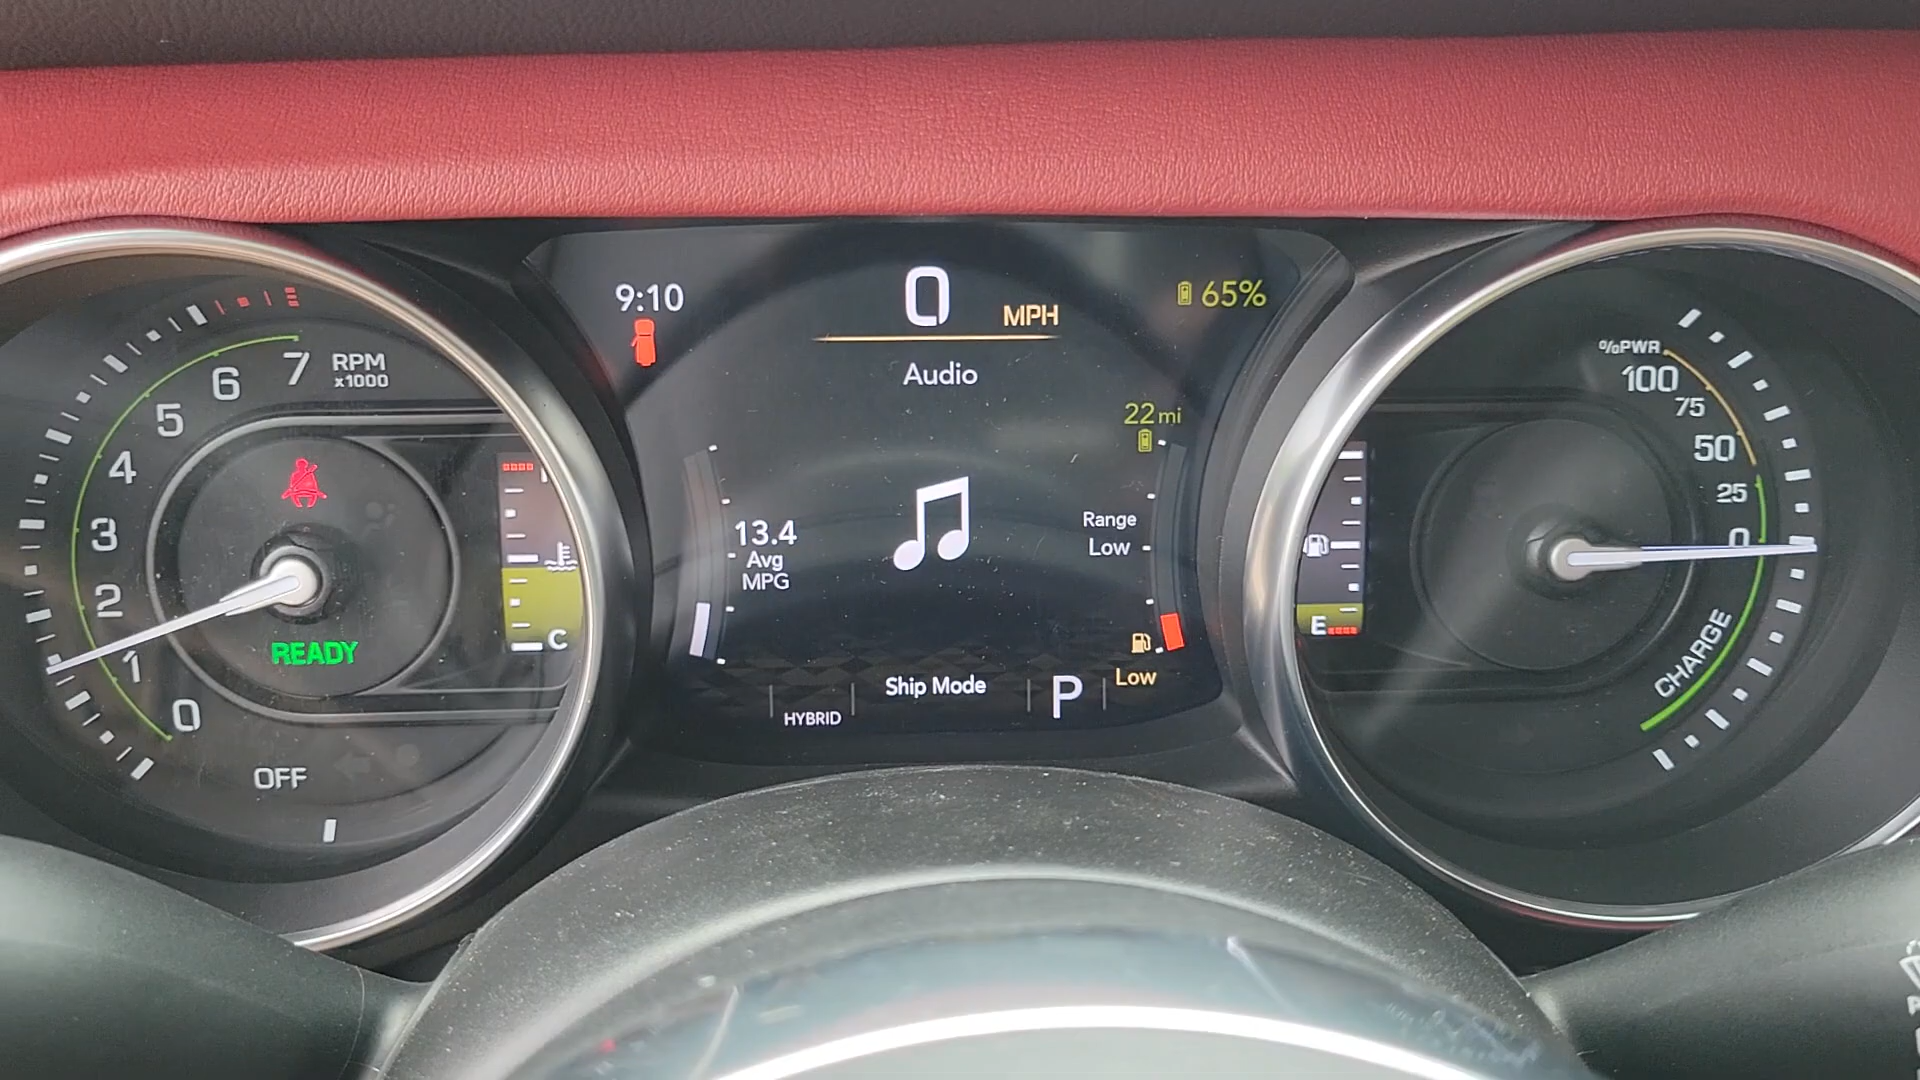 9:10
0 MPH
65%
Audio
22 mi
13.4
Avg
MPG
Range
Low
Low
Ship Mode
HYBRID
P
7
6
5
4
3
2
1
0
RPM
x1000
READY
OFF
C
E
%PWR
100
75
50
25
0
CHARGE